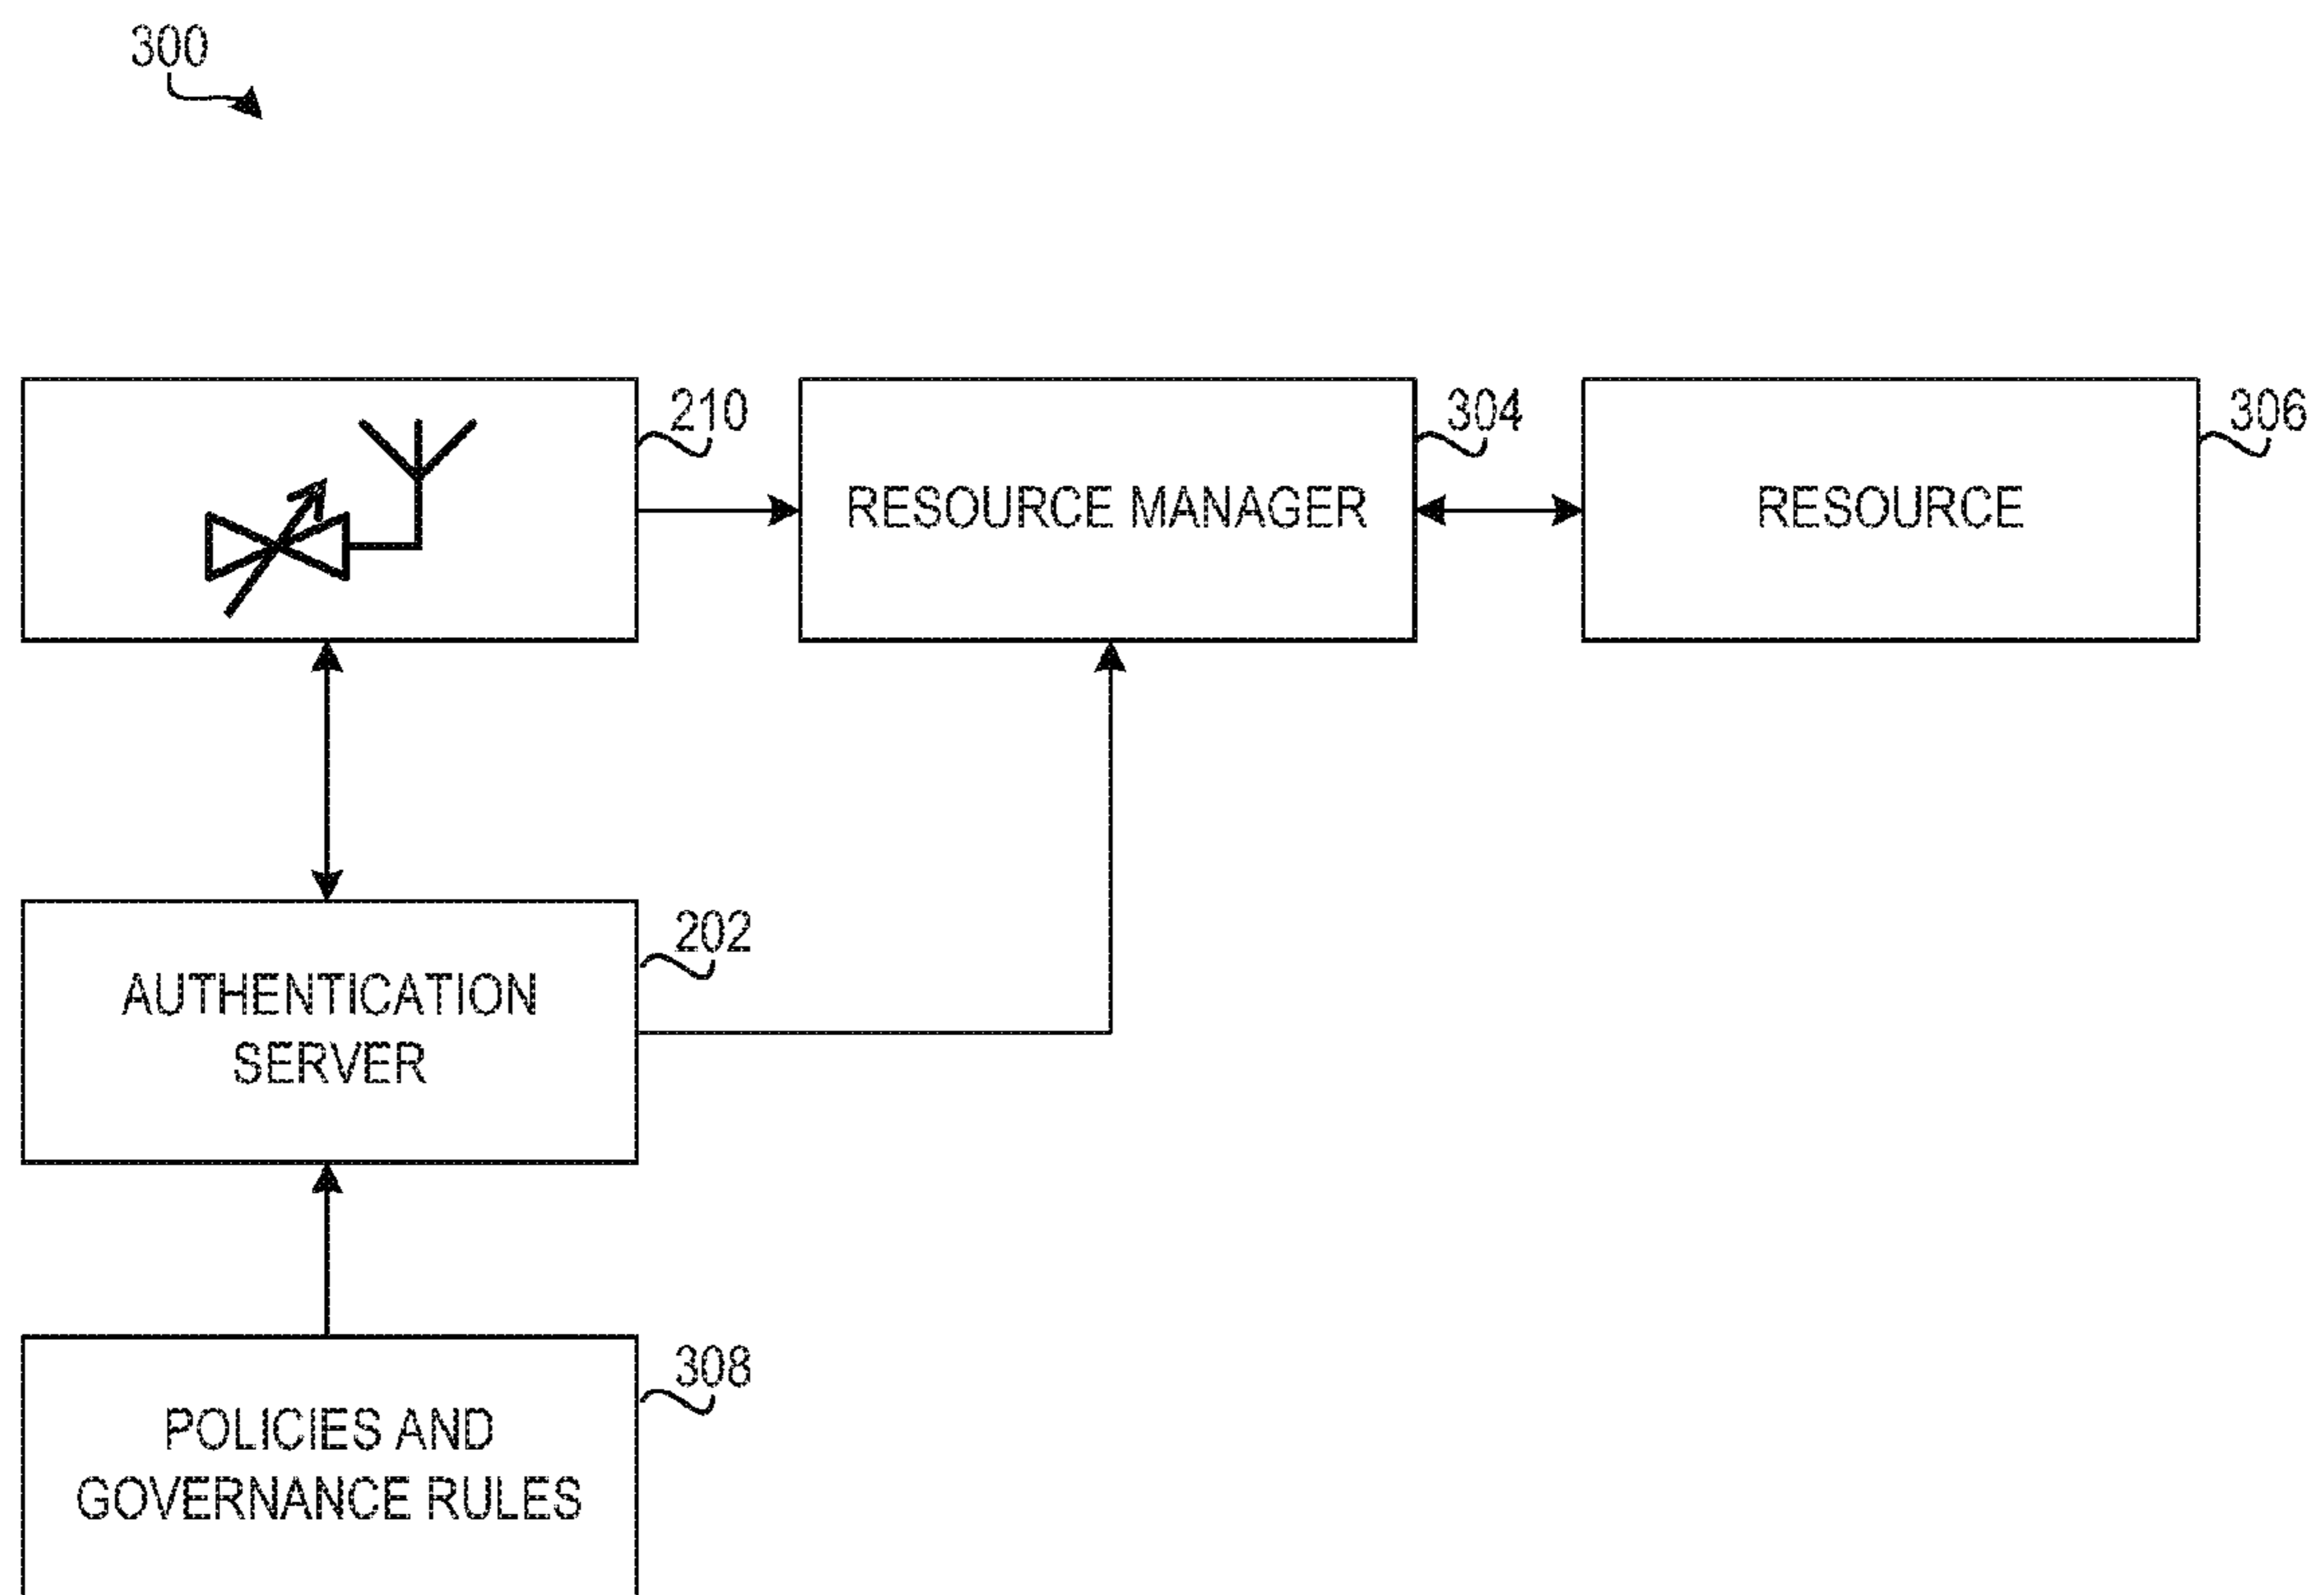 300
210
304
306
RESOURCE MANAGER
RESOURCE
202
AUTHENTICATION
SERVER
308
POLICIES AND
GOVERNANCE RULES